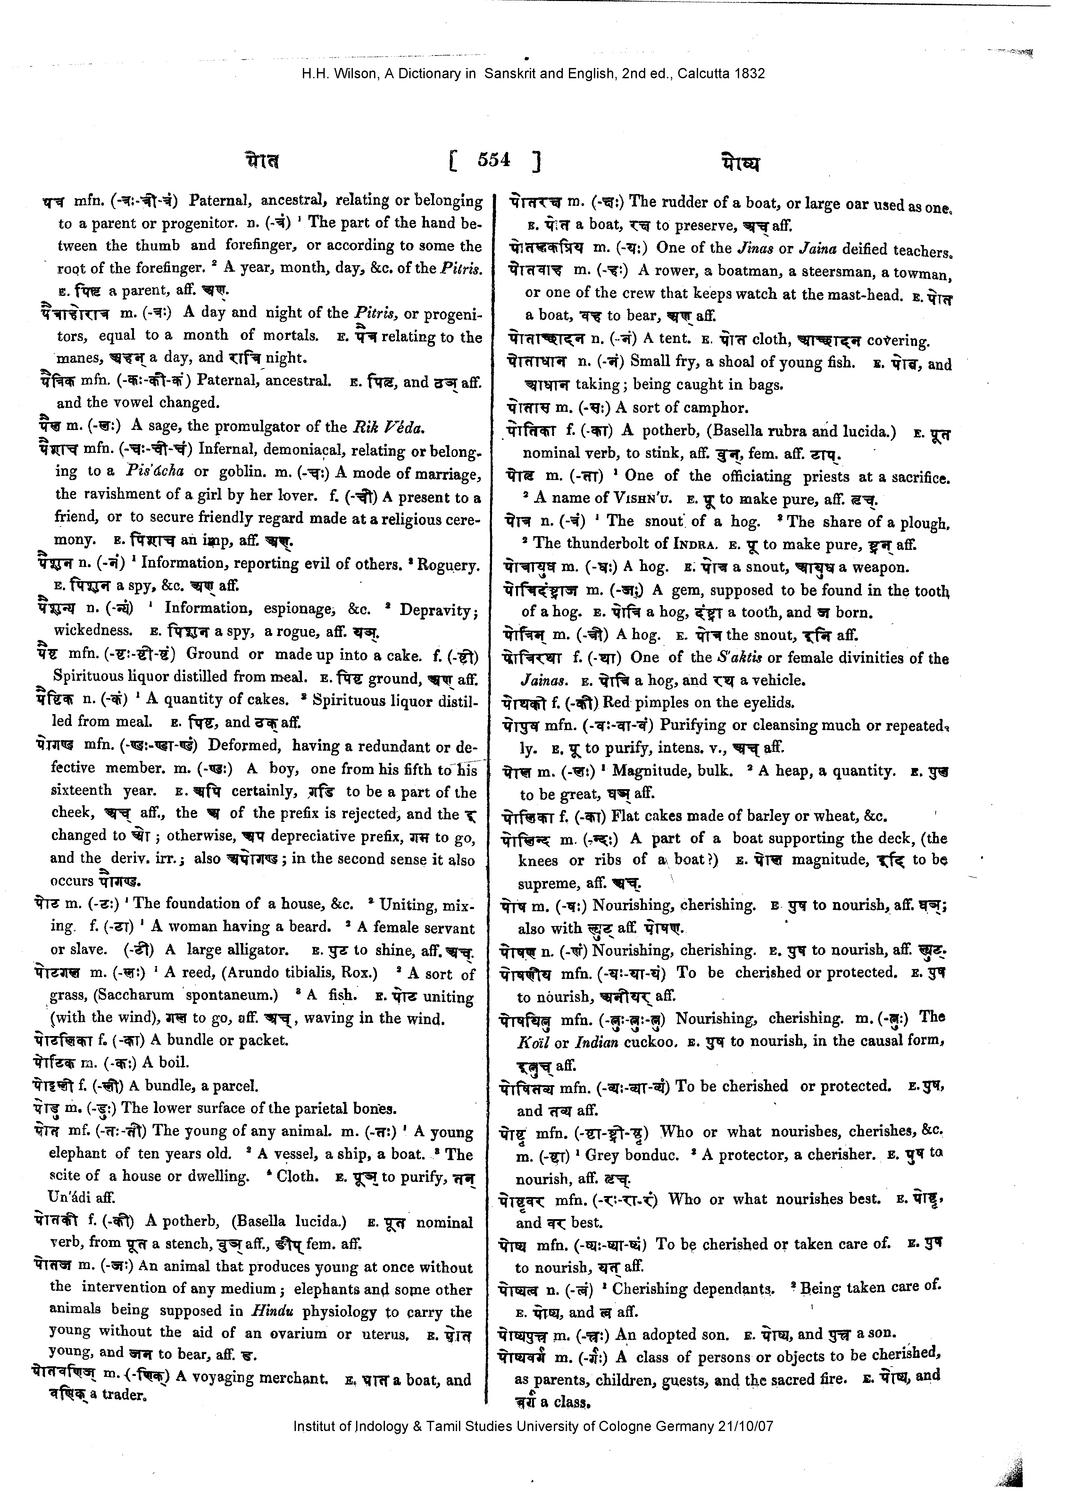 H.H. Wilson, A Dictionary in Sanskrit and English, 2nd ed., Calcutta 1832
पोत
[ 554 ]
पोष्य
पैत्र mfn. (-त्रः-त्री-त्रं) Paternal, ancestral, relating or belonging
to a parent or progenitor. n. (-त्रं) ¹ The part of the hand be-
tween the thumb and forefinger, or according to some the
root of the forefinger. ² A year, month, day, &c. of the Pitris.
E. पितृ a parent, aff. अण्.
पैत्राहोरात्र m. (-त्रः) A day and night of the Pitris, or progeni-
tors, equal to a month of mortals. E. पैत्र relating to the
manes, अहन् a day, and रात्रि night.
पैत्रिक mfn. (-कः-की-कं) Paternal, ancestral. E. पितृ, and ठञ् aff.
and the vowel changed.
पैल m. (-लः) A sage, the promulgator of the Rik Véda.
पैशाच mfn. (-चः-ची-चं) Infernal, demoniacal, relating or belong-
ing to a Pis'ácha or goblin. m. (-चः) A mode of marriage,
the ravishment of a girl by her lover. f. (-ची) A present to a
friend, or to secure friendly regard made at a religious cere-
mony. E. पिशाच an imp, aff. अण्.
पैशुन n. (-नं) ¹ Information, reporting evil of others. ² Roguery.
E. पिशुन a spy, &c. अण् aff.
पैशुन्य n. (-न्यं) ¹ Information, espionage, &c. ² Depravity;
wickedness. E. पिशुन a spy, a rogue, aff. यञ्.
पैष्ट mfn. (-ष्टः-ष्टी-ष्टं) Ground or made up into a cake. f. (-ष्टी)
Spirituous liquor distilled from meal. E. पिष्ट ground, अण् aff.
पैष्टिक n. (-कं) ¹ A quantity of cakes. ² Spirituous liquor distil-
led from meal. E. पिष्ट, and ठक् aff.
पोगण्ड mfn. (-ण्डः-ण्डा-ण्डं) Deformed, having a redundant or de-
fective member. m. (-ण्डः) A boy, one from his fifth to his
sixteenth year. E. अपि certainly, गडि to be a part of the
cheek, अच् aff., the अ of the prefix is rejected, and the इ
changed to ओ; otherwise, अप depreciative prefix, गम to go,
and the deriv. irr.; also अपोगण्ड; in the second sense it also
occurs पौगण्ड.
पोट m. (-टः) ¹ The foundation of a house, &c. ² Uniting, mix-
ing. f. (-टा) ¹ A woman having a beard. ² A female servant
or slave. (-टी) A large alligator. E. पुट to shine, aff. अच्.
पोटगल m. (-लः) ¹ A reed, (Arundo tibialis, Rox.) ² A sort of
grass, (Saccharum spontaneum.) ³ A fish. E. पोट uniting
(with the wind), गल to go, aff. अच्, waving in the wind.
पोटलिका f. (-का) A bundle or packet.
पोटिक m. (-कः) A boil.
पोट्टली f. (-ली) A bundle, a parcel.
पोडु m. (-डुः) The lower surface of the parietal bones.
पोत mf. (-तः-ती) The young of any animal. m. (-तः) ¹ A young
elephant of ten years old. ² A vessel, a ship, a boat. ³ The
scite of a house or dwelling. ⁴ Cloth. E. पूञ् to purify, तन्
Un'ádi aff.
पोतकी f. (-की) A potherb, (Basella lucida.) E. पूत nominal
verb, from पूत a stench, वुञ् aff., ङीप् fem. aff.
पोतज m. (-जः) An animal that produces young at once without
the intervention of any medium; elephants and some other
animals being supposed in Hindu physiology to carry the
young without the aid of an ovarium or uterus. E. पोत
young, and जन to bear, aff. ड.
पोतवणिज् m. (-णिक्) A voyaging merchant. E. पोत a boat, and
वणिक् a trader.
पोतरक्ष m. (-क्षः) The rudder of a boat, or large oar used as one.
E. पोत a boat, रक्ष to preserve, अच् aff.
m. (-यः) One of the Jinas or Jaina deified teachers.
पोतवाह m. (-हः) A rower, a boatman, a steersman, a towman,
or one of the crew that keeps watch at the mast-head. E. पोत
a boat, वह to bear, अण् aff.
पोताच्छादन n. (-नं) A tent. E. पोत cloth, आच्छादन covering.
पोताधान n. (-नं) Small fry, a shoal of young fish. E. पोत, and
आधान taking; being caught in bags.
पोतास m. (-सः) A sort of camphor.
पोतिका f. (-का) A potherb, (Basella rubra and lucida.) E. पूत
nominal verb, to stink, aff. वुन्, fem. aff. टाप्.
पोतृ m. (-ता) ¹ One of the officiating priests at a sacrifice.
² A name of VISHN'U. E. पू to make pure, aff. तृच्.
पोत्र n. (-त्रं) ¹ The snout of a hog. ² The share of a plough,
² The thunderbolt of INDRA. E. पू to make pure, ष्ट्रन् aff.
पोत्रायुध m. (-धः) A hog. E. पोत्र a snout, आयुध a weapon.
पोत्रिदंष्ट्राज m. (-जः) A gem, supposed to be found in the tooth
of a hog. E. पोत्रि a hog, दंष्ट्रा a tooth, and ज born.
पोत्रिन् m. (-त्री) A hog. E. पोत्र the snout, इनि aff.
पोत्रिरथा f. (-था) One of the S'aktis or female divinities of the
Jainas. E. पोत्रि a hog, and रथ a vehicle.
पोथकी f. (-की) Red pimples on the eyelids.
पोपुव mfn. (-वः-वा-वं) Purifying or cleansing much or repeated-
ly. E. पू to purify, intens. v., अच् aff.
पोल m. (-लः) ¹ Magnitude, bulk. ² A heap, a quantity. E. पुल
to be great, घञ् aff.
पोलिका f. (-का) Flat cakes made of barley or wheat, &c.
पोलिन्द m. (-न्दः) A part of a boat supporting the deck, (the
knees or ribs of a boat?) E. पोल magnitude, इदि to be
supreme, aff. अच्.
पोष m. (-षः) Nourishing, cherishing. E. पुष to nourish, aff. घञ्;
also with ल्युट् aff. पोषण.
पोषण n. (-णं) Nourishing, cherishing. E. पुष to nourish, aff. ल्युट्.
पोषणीय mfn. (-यः-या-यं) To be cherished or protected. E. पुष
to nourish, अनीयर् aff.
पोषयित्नु mfn. (-त्नुः-त्नुः-त्नु) Nourishing, cherishing. m. (-त्नुः) The
Koïl or Indian cuckoo. E. पुष to nourish, in the causal form,
इत्नुच् aff.
पोषितव्य mfn. (-व्यः-व्या-व्यं) To be cherished or protected. E. पुष,
and तव्य aff.
पोष्टृ mfn. (-ष्टा-ष्ट्री-ष्टृ) Who or what nourishes, cherishes, &c.
m. (-ष्टा) ¹ Grey bonduc. ² A protector, a cherisher. E. पुष to
nourish, aff. तृच्.
पोष्टृवर mfn. (-रः-रा-रं) Who or what nourishes best. E. पोष्टृ,
and वर best.
पोष्य mfn. (-ष्यः-ष्या-ष्यं) To be cherished or taken care of. E. पुष
to nourish, यत् aff.
पोष्यत्व n. (-त्वं) ¹ Cherishing dependants. ² Being taken care of.
E. पोष्य, and त्व aff.
पोष्यपुत्त्र m. (-त्त्रः) An adopted son. E. पोष्य, and पुत्त्र a son.
पोष्यवर्ग m. (-र्गः) A class of persons or objects to be cherished,
as parents, children, guests, and the sacred fire. E. पोष्य, and
वर्ग a class.
Institut of Indology & Tamil Studies University of Cologne Germany 21/10/07